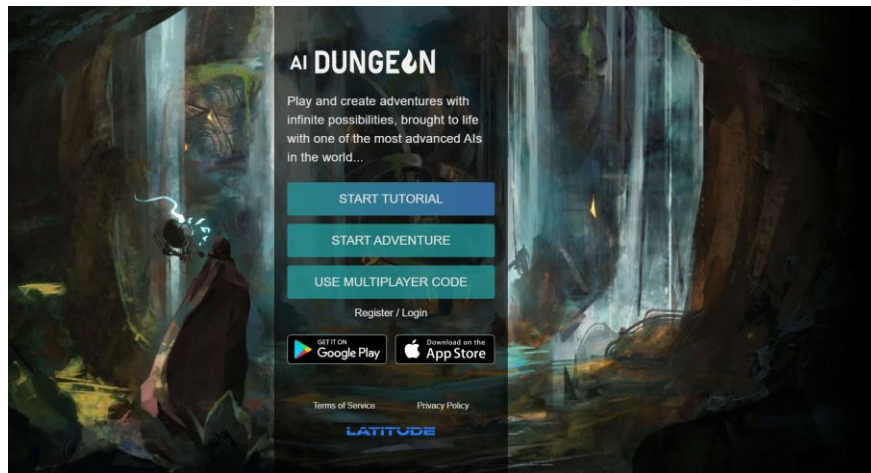 AI DUNGEON
Play and create adventures with
infinite possibilities, brought to life
with one of the most advanced AIs
in the world...
START TUTORIAL
START ADVENTURE
USE MULTIPLAYER CODE
Register / Login
GET IT ON
Google Play
Download on the
App Store
Terms of Service Privacy Policy
LATITUDE